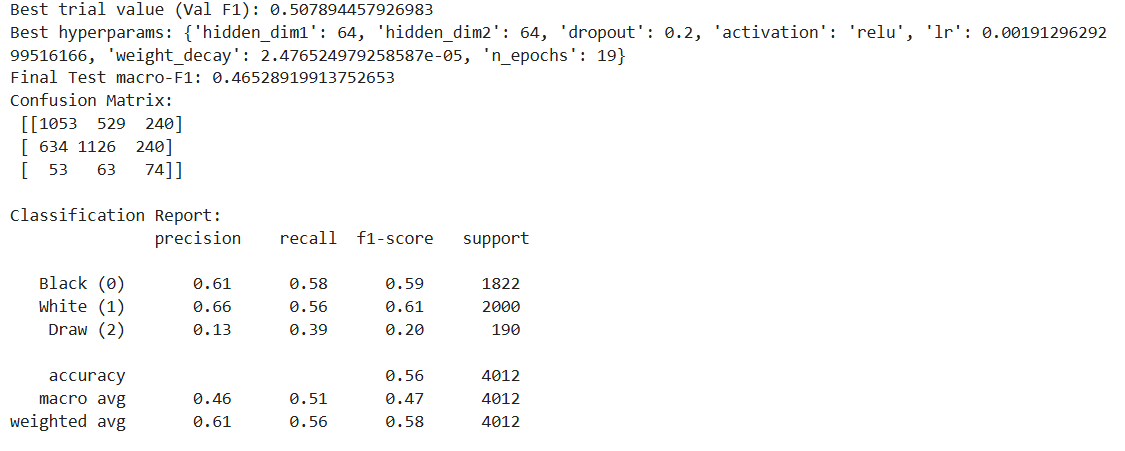 Best trial value (Val F1): 0.507894457926983
Best hyperparams: {'hidden_dim1': 64, 'hidden_dim2': 64, 'dropout': 0.2, 'activation': 'relu', 'lr': 0.00191296292
99516166, 'weight_decay': 2.476524979258587e-05, 'n_epochs': 19}
Final Test macro-F1: 0.46528919913752653
Confusion Matrix:
[[1053 529 240]
[ 634 1126 240]
[ 53 63 74]]
Classification Report:
precision recall f1-score support
Black (0) 0.61 0.58 0.59 1822
White (1) 0.66 0.56 0.61 2000
Draw (2) 0.13 0.39 0.20 190
accuracy 0.56 4012
macro avg 0.46 0.51 0.47 4012
weighted avg 0.61 0.56 0.58 4012